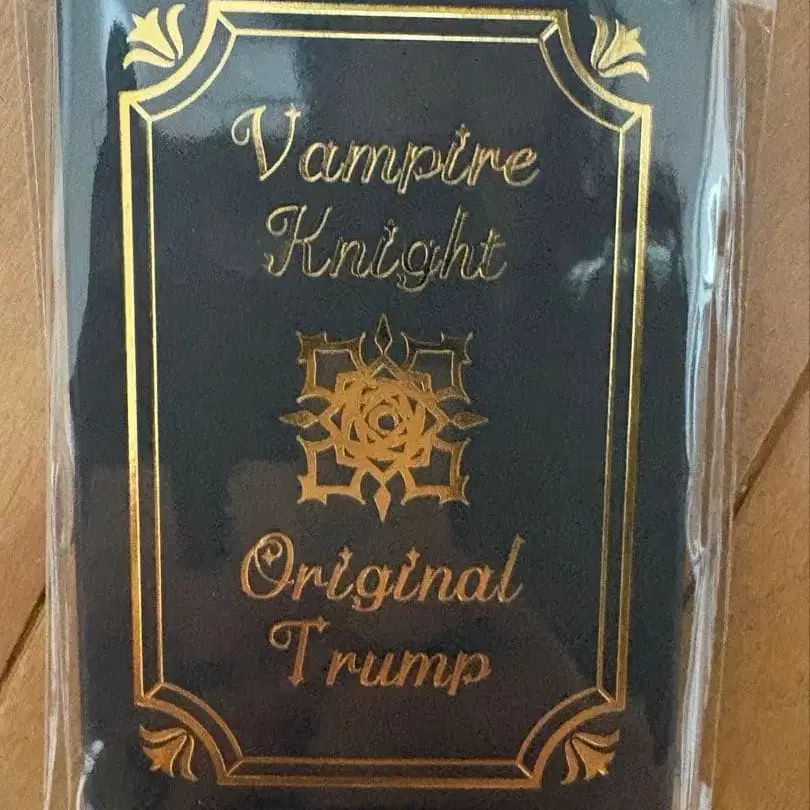 Vampire
Knight
Original
Trump